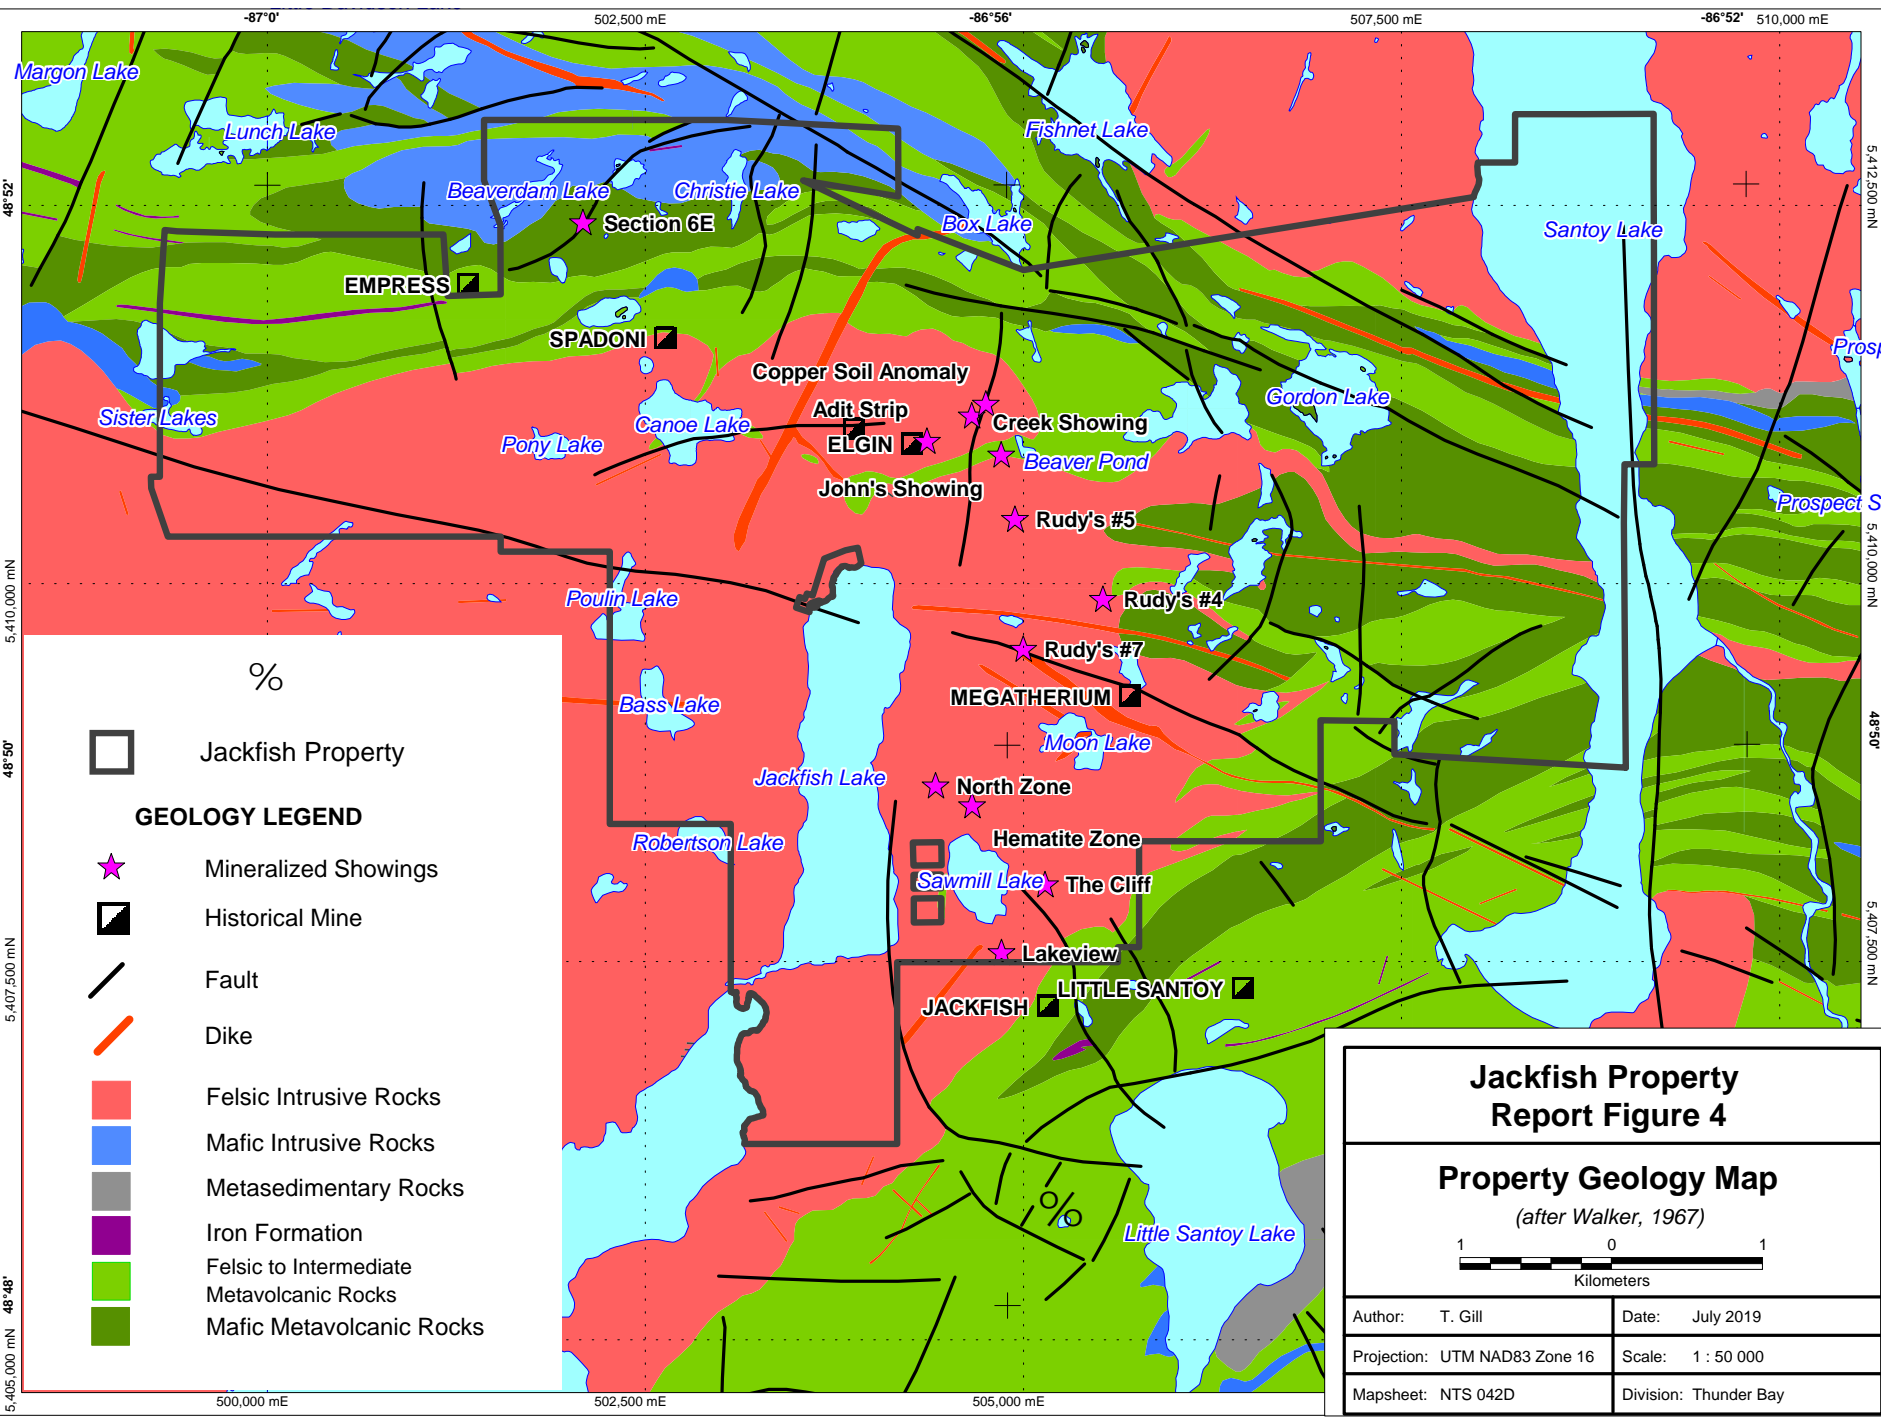 -87°0'
502,500 mE
-86°56'
507,500 mE
-86°52'
510,000 mE
Margon Lake
Lunch Lake
Fishnet Lake
Beaverdam Lake
Christie Lake
48°52'
5,412,500 mN
Section 6E
Box Lake
Santoy Lake
EMPRESS
SPADONI
Prosp
Copper Soil Anomaly
Gordon Lake
Adit Strip
Sister Lakes
Canoe Lake
Creek Showing
Pony Lake
ELGIN
Beaver Pond
John's Showing
Prospect S
Rudy's #5
5,410,000 mN
5,410,000 mN
Poulin Lake
Rudy's #4
Rudy's #7
%
MEGATHERIUM
Bass Lake
48°50'
48°50'
Jackfish Property
Moon Lake
Jackfish Lake
North Zone
GEOLOGY LEGEND
Robertson Lake
Hematite Zone
Mineralized Showings
Sawmill Lake
The Cliff
Historical Mine
5,407,500 mN
5,407,500 mN
Lakeview
Fault
LITTLE SANTOY
JACKFISH
Dike
Felsic Intrusive Rocks
Mafic Intrusive Rocks
Metasedimentary Rocks
%
Iron Formation
Little Santoy Lake
Felsic to Intermediate
Metavolcanic Rocks
48°48'
Mafic Metavolcanic Rocks
5,405,000 mN
500,000 mE
502,500 mE
505,000 mE
Jackfish Property
Report Figure 4
Property Geology Map
(after Walker, 1967)
1 0 1
Kilometers
Author: T. Gill
Date: July 2019
Projection: UTM NAD83 Zone 16
Scale: 1 : 50 000
Mapsheet: NTS 042D
Division: Thunder Bay